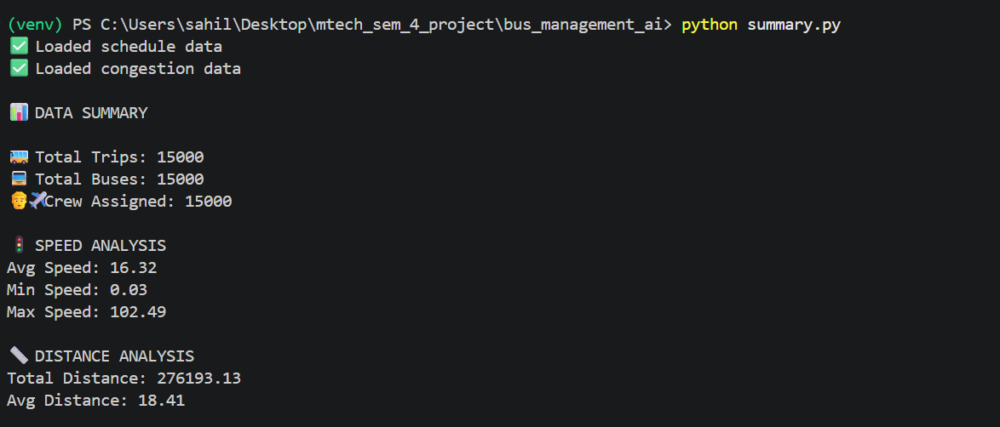 (venv) PS C:\Users\sahil\Desktop\mtech_sem_4_project\bus_management_ai> python summary.py
✅ Loaded schedule data
✅ Loaded congestion data
📊 DATA SUMMARY
🚌 Total Trips: 15000
🚍 Total Buses: 15000
👨‍✈️Crew Assigned: 15000
🚦 SPEED ANALYSIS
Avg Speed: 16.32
Min Speed: 0.03
Max Speed: 102.49
📏 DISTANCE ANALYSIS
Total Distance: 276193.13
Avg Distance: 18.41